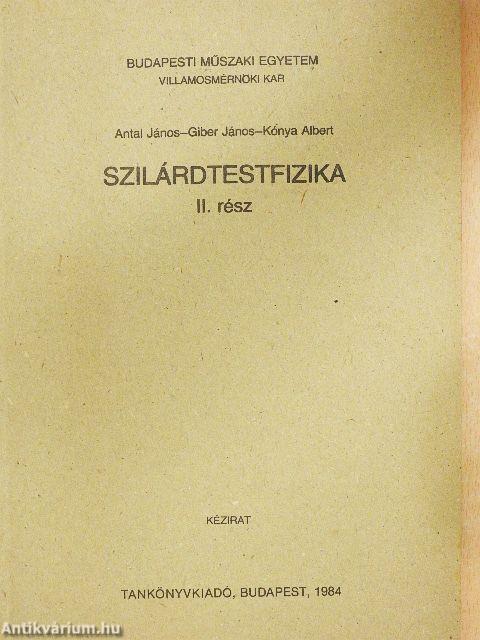 BUDAPESTI MŰSZAKI EGYETEM
VILLAMOSMÉRNÖKI KAR
Antal János–Giber János–Kónya Albert
SZILÁRDTESTFIZIKA
II. rész
KÉZIRAT
TANKÖNYVKIADÓ, BUDAPEST, 1984
Antikvárium.hu